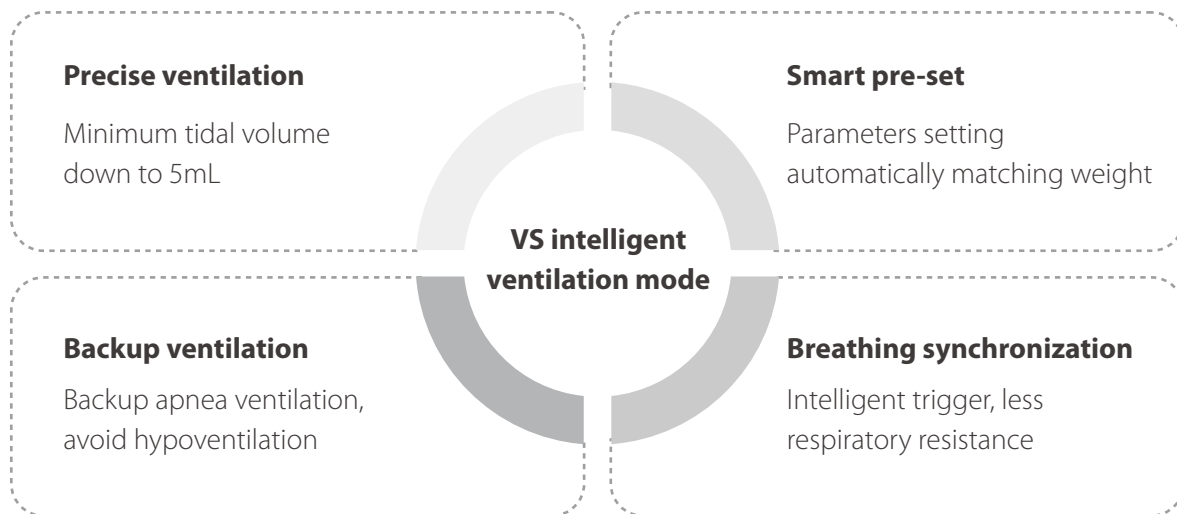 Precise ventilation
Minimum tidal volume
down to 5mL
Smart pre-set
Parameters setting
automatically matching weight
VS intelligent
ventilation mode
Backup ventilation
Backup apnea ventilation,
avoid hypoventilation
Breathing synchronization
Intelligent trigger, less
respiratory resistance